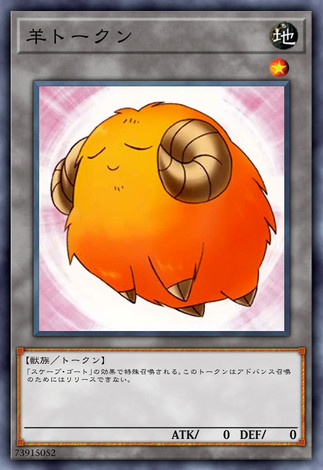 羊トークン
地
【獣族／トークン】
「スケープ・ゴート」の効果で特殊召喚される。このトークンはアドバンス召喚
のためにはリリースできない。
ATK/ 0 DEF/ 0
73915052